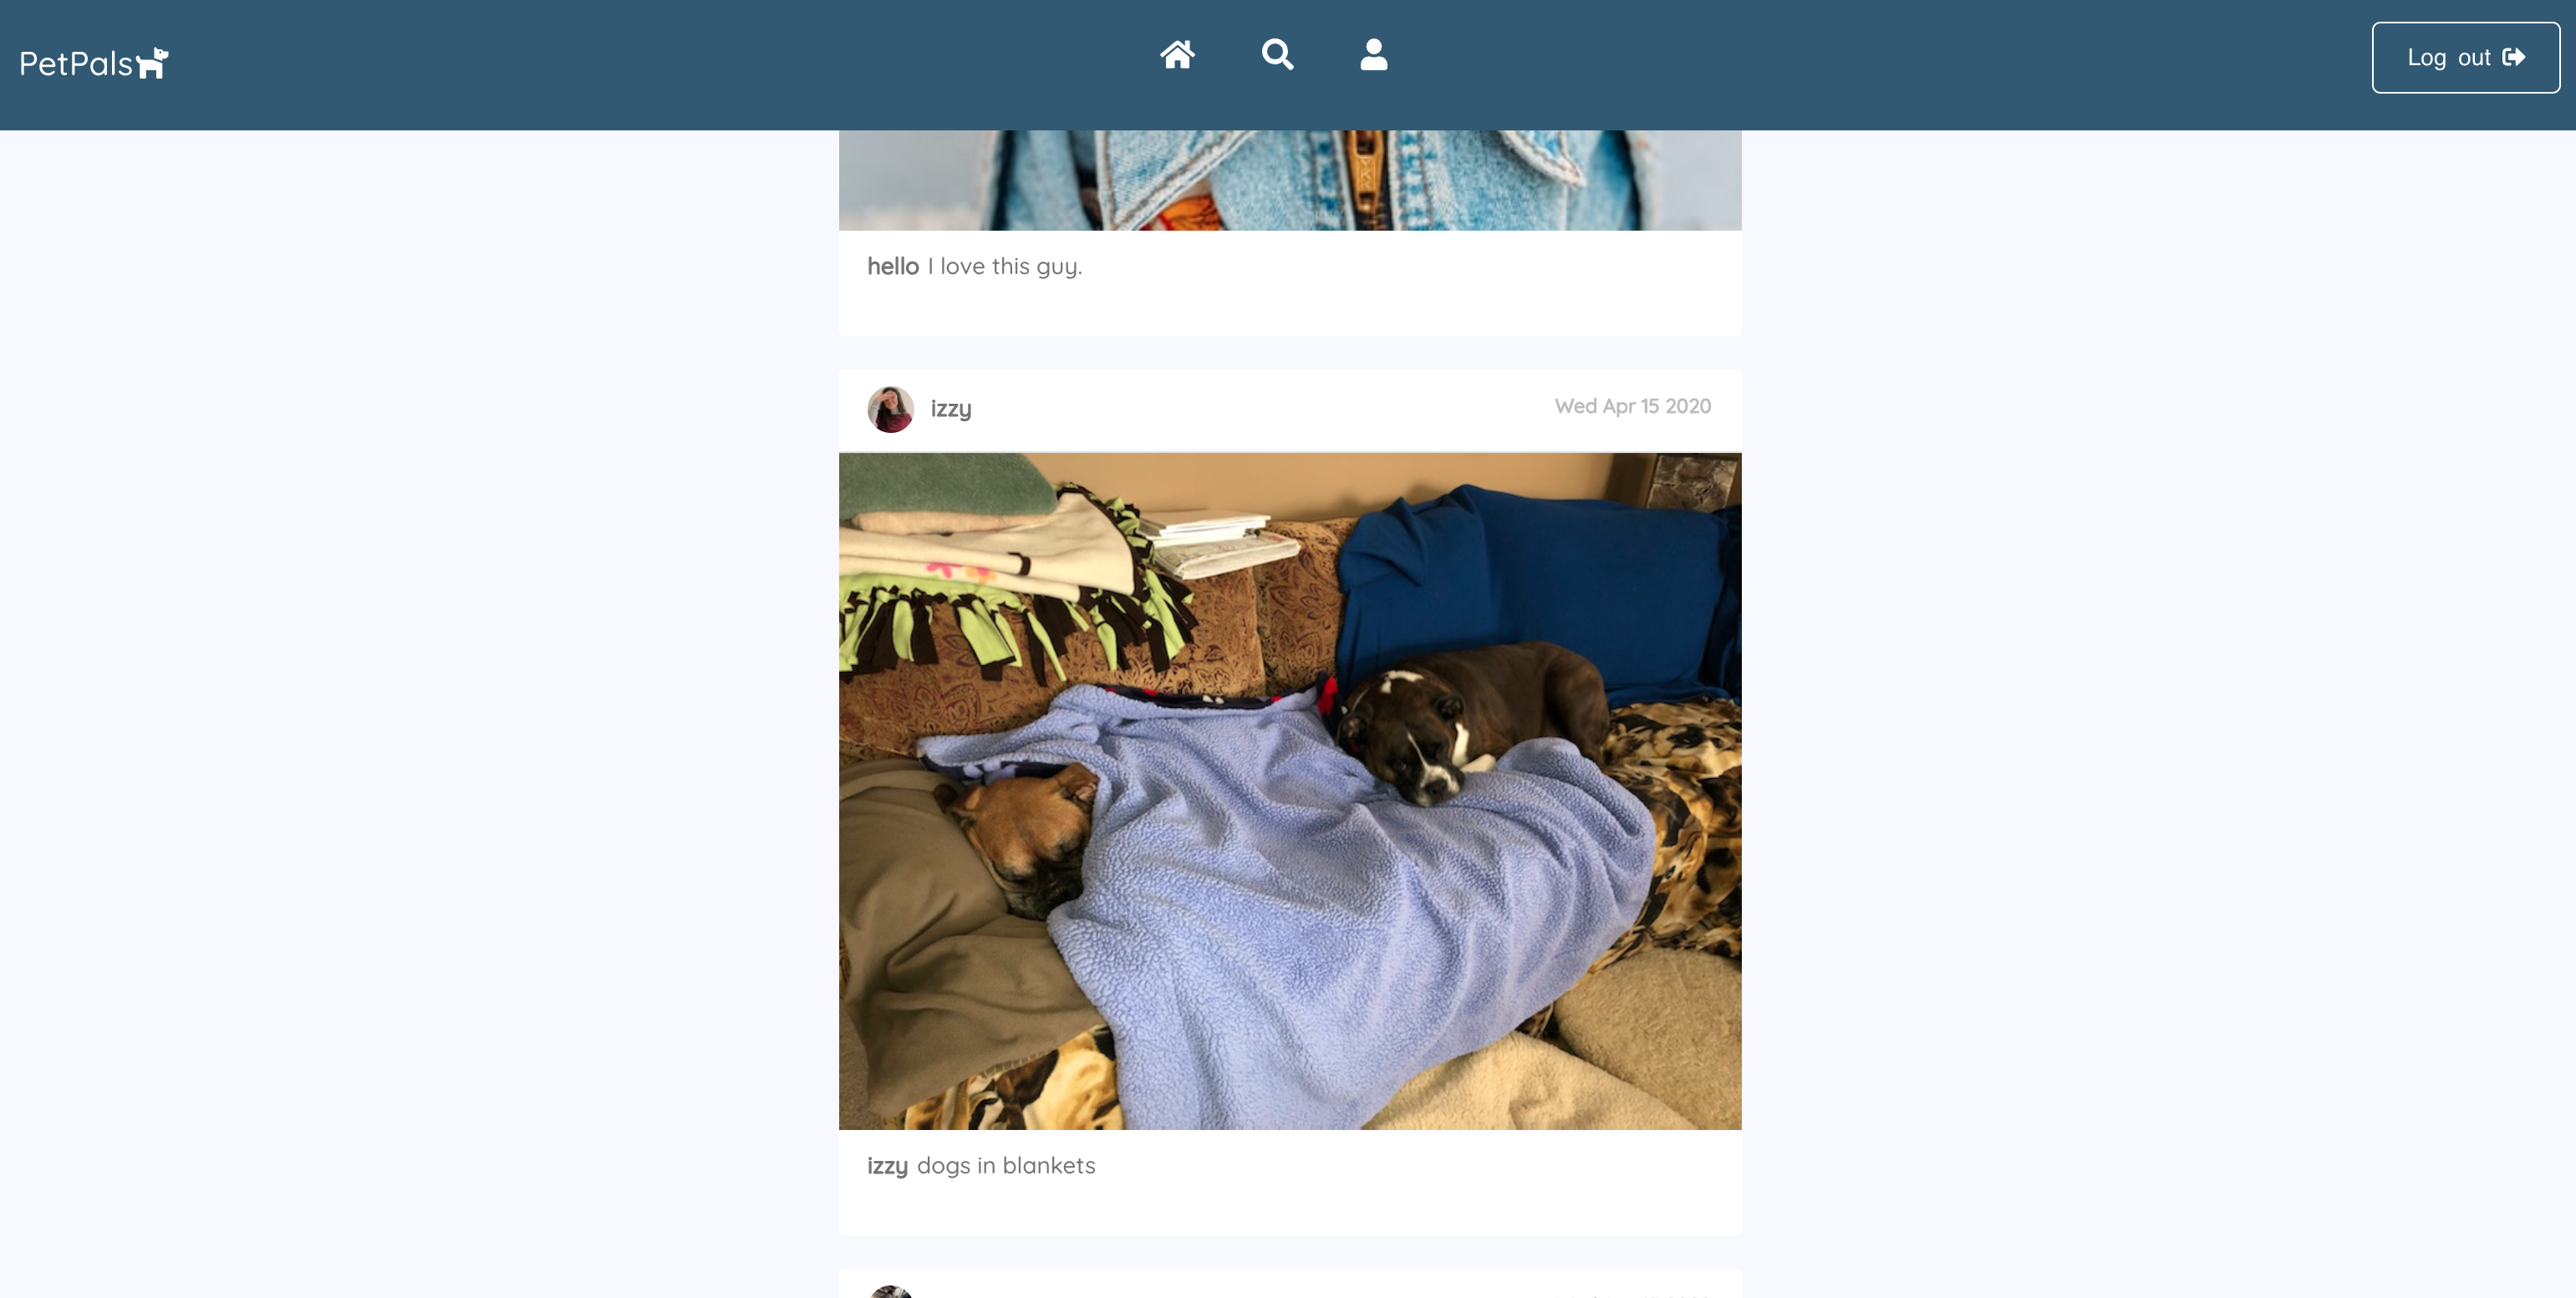 PetPals
Log out
hello I love this guy.
izzy
Wed Apr 15 2020
izzy dogs in blankets